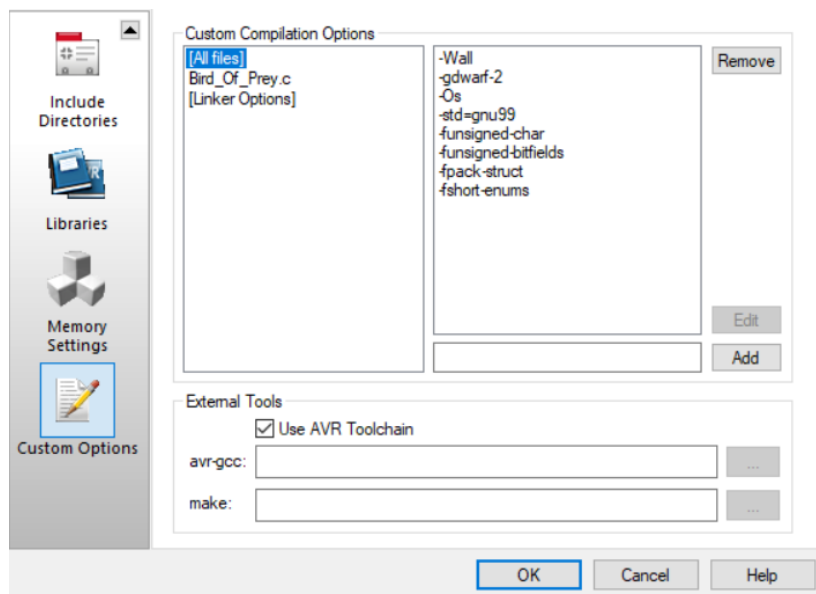 Include
Directories
Libraries
Memory
Settings
Custom Options
Custom Compilation Options
[All files]
Bird_Of_Prey.c
[Linker Options]
-Wall
-gdwarf-2
-Os
-std=gnu99
-funsigned-char
-funsigned-bitfields
-fpack-struct
-fshort-enums
Remove
Edit
Add
External Tools
Use AVR Toolchain
avr-gcc:
...
make:
...
OK
Cancel
Help